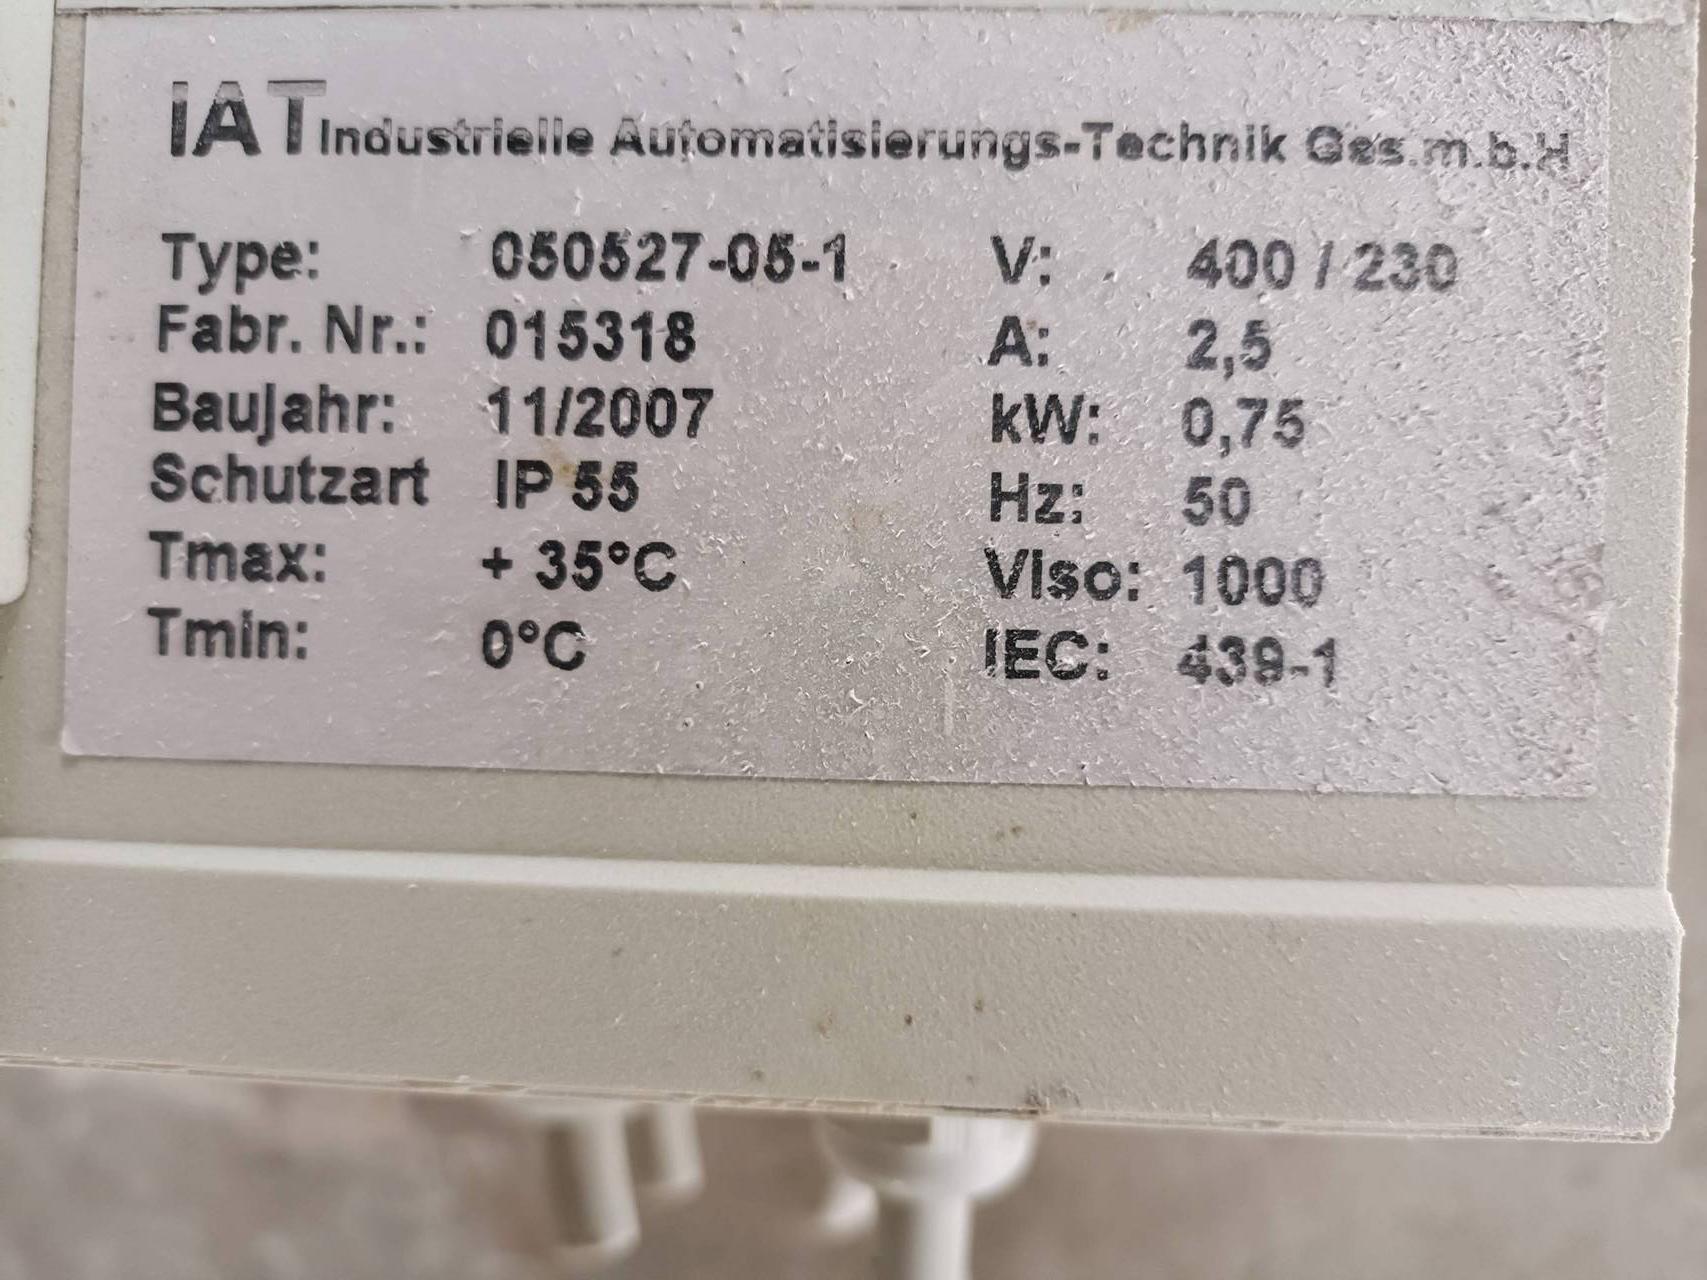 IAT Industrielle Automatisierungs-Technik Ges.m.b.H
Type: 050527-05-1 V: 400 / 230
Fabr. Nr.: 015318 A: 2,5
Baujahr: 11/2007 kW: 0,75
Schutzart IP 55 Hz: 50
Tmax: + 35°C VIso: 1000
Tmin: 0°C IEC: 439-1